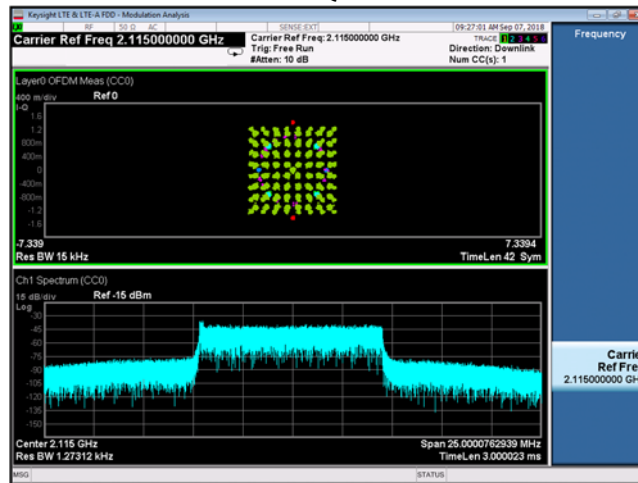 Keysight LTE & LTE-A FDD - Modulation Analysis
RF 50 Ω AC SENSE:EXT 09:27:01 AM Sep 07, 2018
Carrier Ref Freq 2.115000000 GHz
Carrier Ref Freq: 2.115000000 GHz
Trig: Free Run
#Atten: 10 dB
TRACE 1 2 3 4 5 6
Direction: Downlink
Num CC(s): 1
Frequency
Layer0 OFDM Meas (CC0)
400 m/div Ref 0
I-Q
1.6
1.2
800m
400m
0
-400m
-800m
-1.2
-1.6
-7.339 7.3394
Res BW 15 kHz TimeLen 42 Sym
Ch1 Spectrum (CC0)
15 dB/div Ref -15 dBm
Log
-30
-45
-60
-75
-90
-105
-120
-135
-150
Carrie
Ref Fre
2.115000000 GH
Center 2.115 GHz Span 25.0000762939 MHz
Res BW 1.27312 kHz TimeLen 3.000023 ms
MSG STATUS